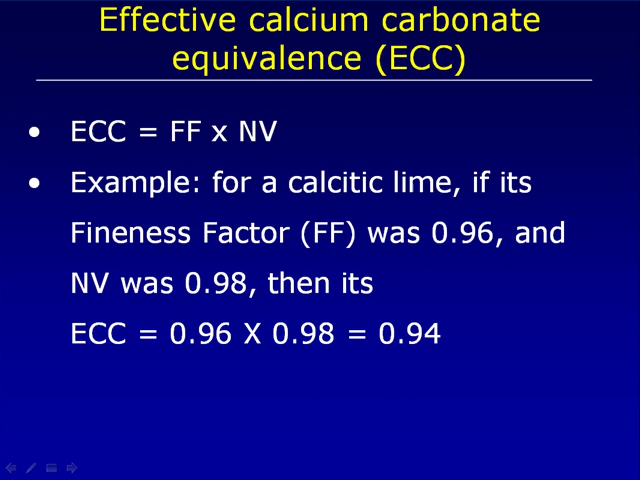 Effective calcium carbonate
equivalence (ECC)
• ECC = FF x NV
• Example: for a calcitic lime, if its
Fineness Factor (FF) was 0.96, and
NV was 0.98, then its
ECC = 0.96 X 0.98 = 0.94